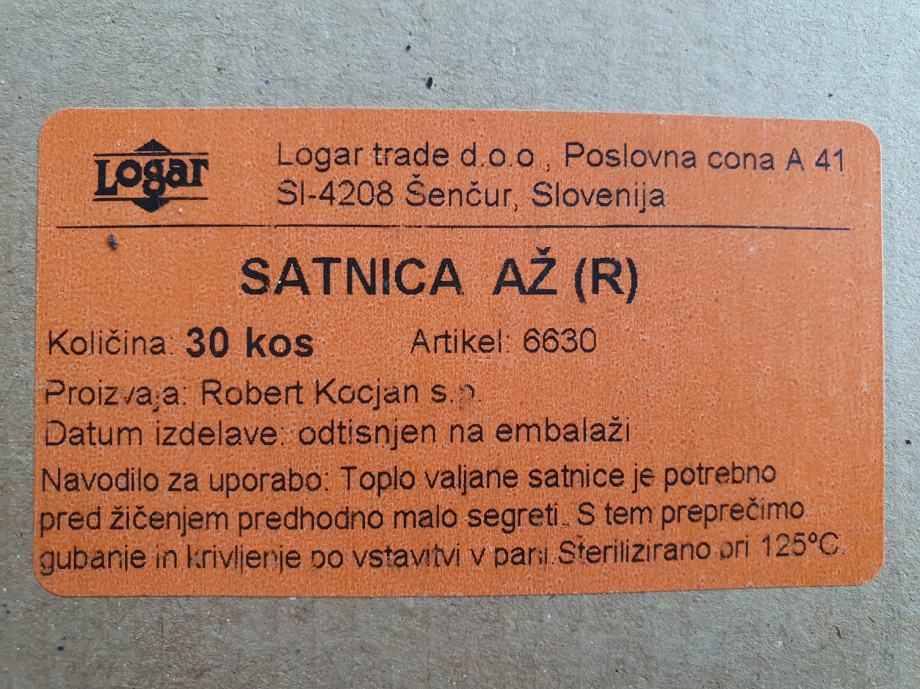 Logar
Logar trade d.o.o., Poslovna cona A 41
SI-4208 Šenčur, Slovenija
SATNICA AŽ (R)
Količina: 30 kos Artikel: 6630
Proizvaja: Robert Kocjan s.p.
Datum izdelave: odtisnjen na embalaži
Navodilo za uporabo: Toplo valjane satnice je potrebno
pred žičenjem predhodno malo segreti. S tem preprečimo
gubanje in krivljenje po vstavitvi v panj. Sterilizirano pri 125°C.